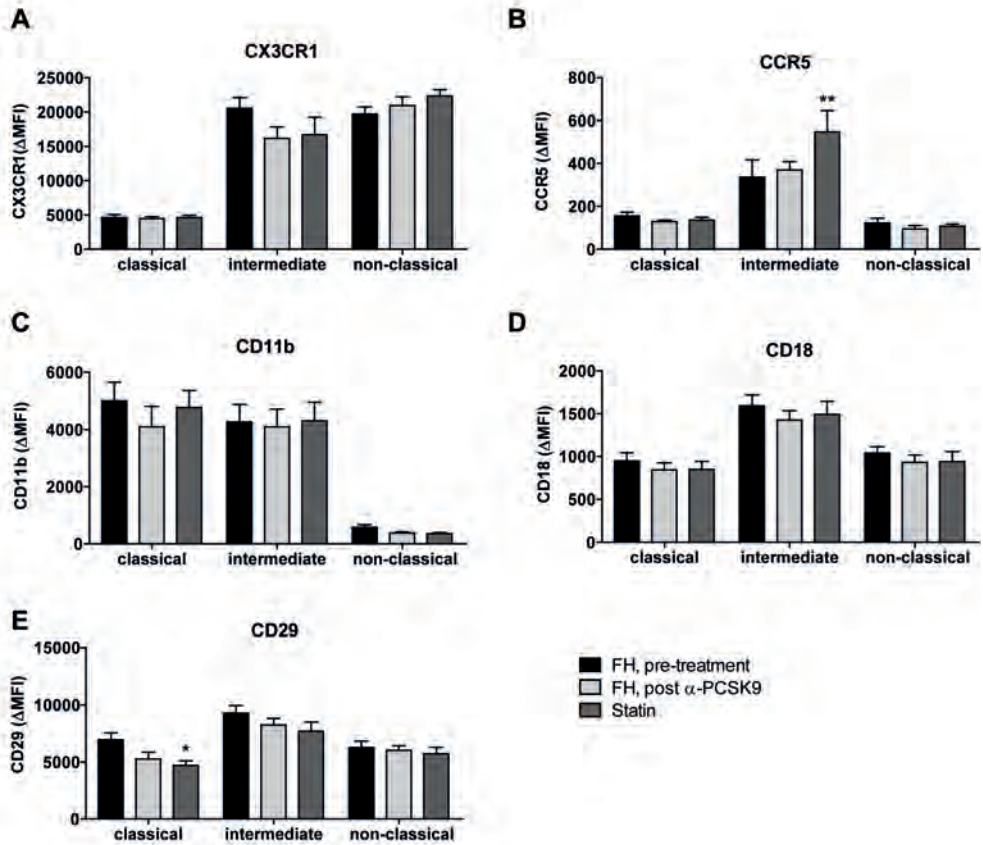 A
CX3CR1
CX3CR1(ΔMFI)
25000
20000
15000
10000
5000
0
classical intermediate non-classical
B
CCR5
CCR5 (ΔMFI)
800
600
400
200
0
**
classical intermediate non-classical
C
CD11b
CD11b (ΔMFI)
6000
4000
2000
0
classical intermediate non-classical
D
CD18
CD18 (ΔMFI)
2000
1500
1000
500
0
classical intermediate non-classical
E
CD29
CD29 (ΔMFI)
15000
10000
5000
0
*
classical intermediate non-classical
FH, pre-treatment
FH, post α-PCSK9
Statin